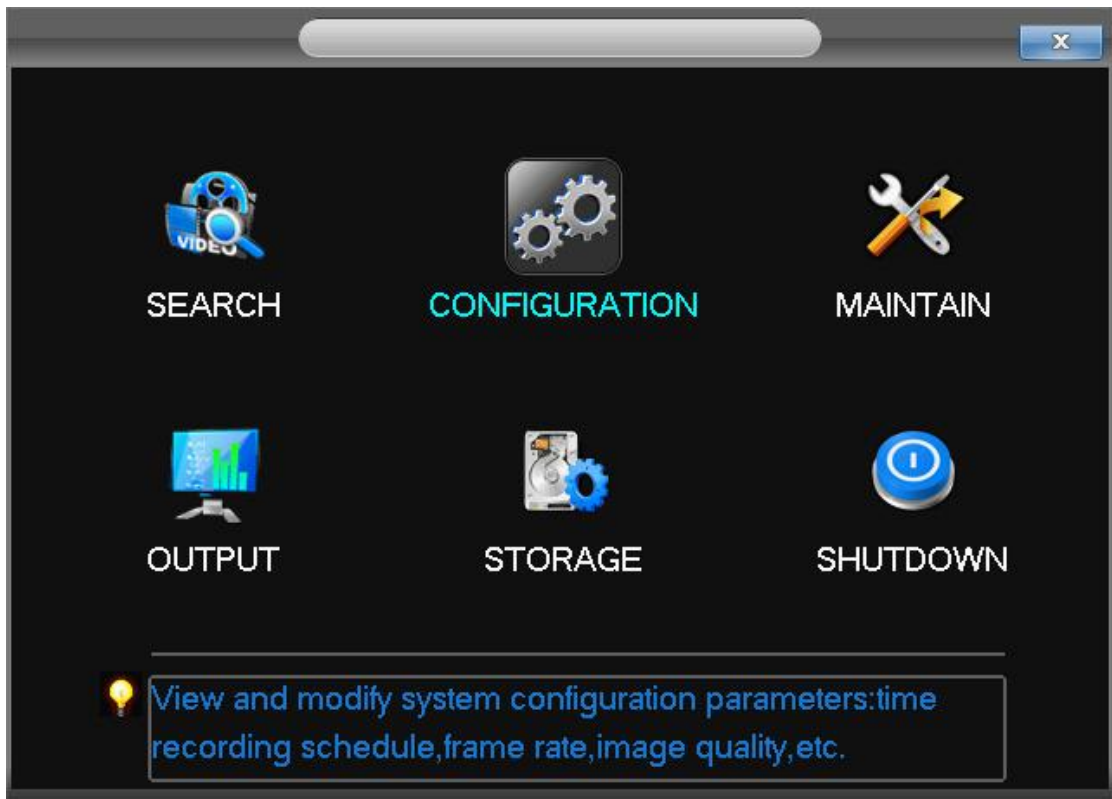 X
VIDEO
SEARCH
CONFIGURATION
MAINTAIN
OUTPUT
STORAGE
SHUTDOWN
View and modify system configuration parameters:time
recording schedule,frame rate,image quality,etc.